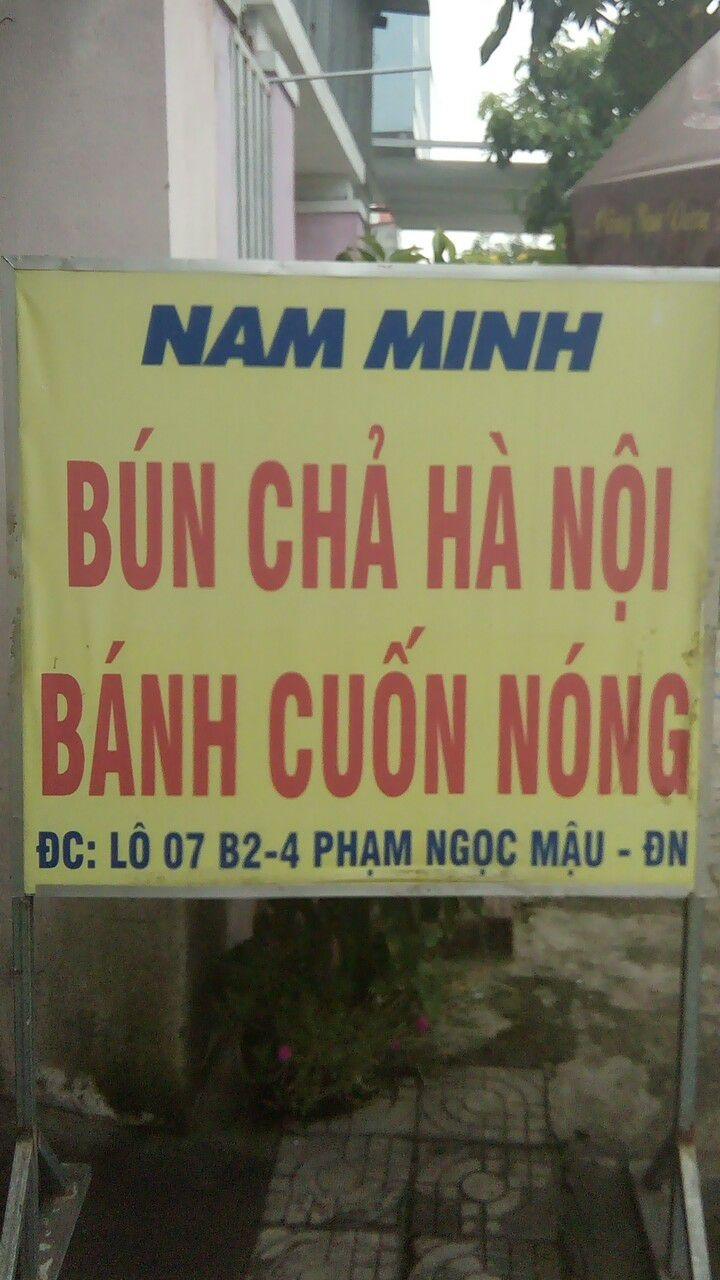 NAM MINH
BÚN CHẢ HÀ NỘI
BÁNH CUỐN NÓNG
ĐC: LÔ 07 B2-4 PHẠM NGỌC MẬU - ĐN